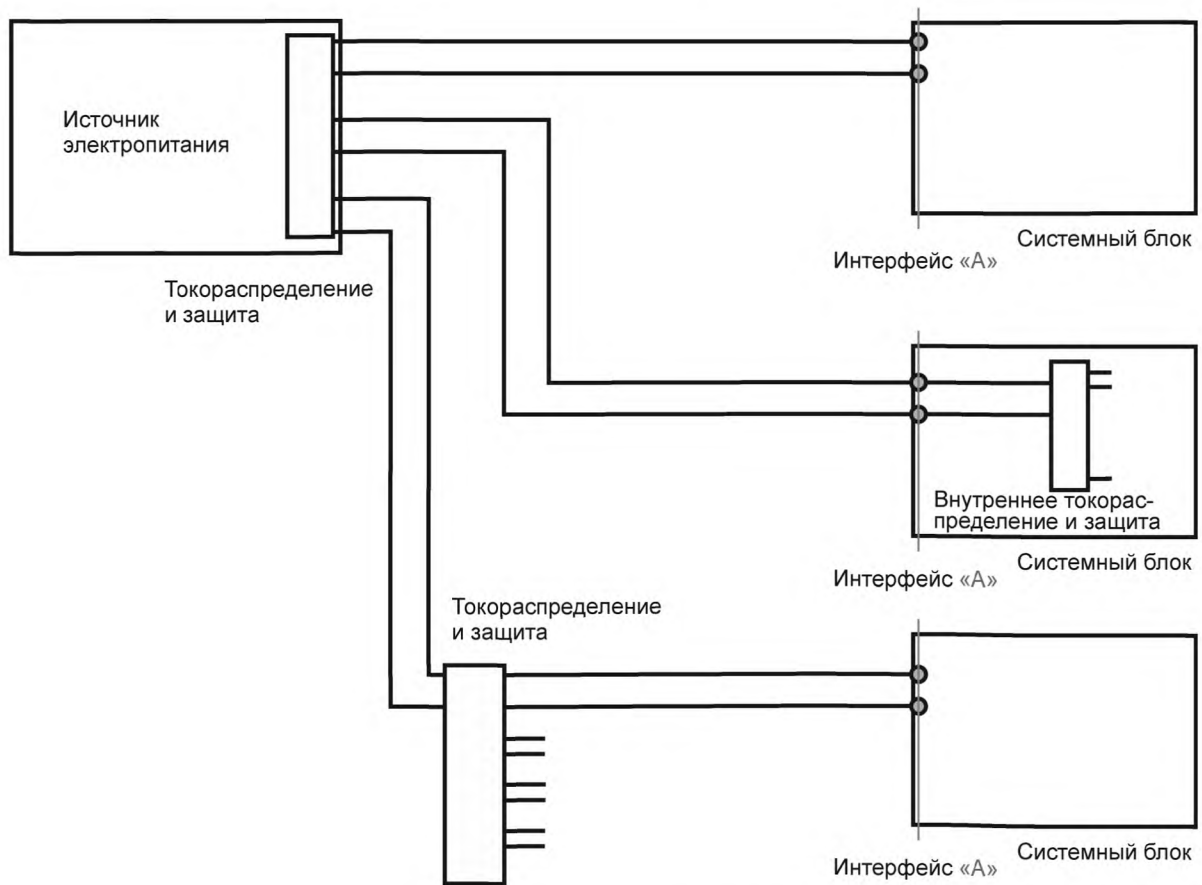 Источник
электропитания
Токораспределение
и защита
Системный блок
Интерфейс «А»
Внутреннее токорас-
пределение и защита
Системный блок
Интерфейс «А»
Токораспределение
и защита
Системный блок
Интерфейс «А»